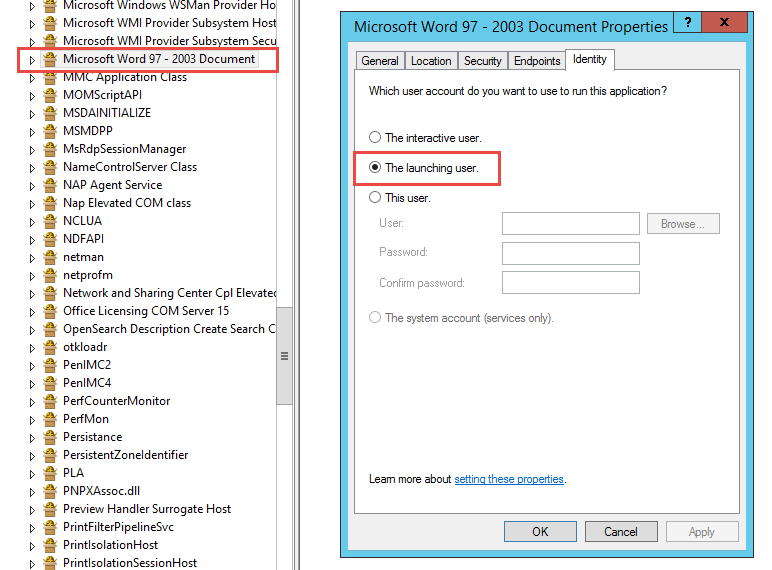 Microsoft Windows WSMan Provider Ho
Microsoft WMI Provider Subsystem Host
Microsoft WMI Provider Subsystem Secu
Microsoft Word 97 - 2003 Document
MMC Application Class
MOMScriptAPI
MSDAINITIALIZE
MSMDPP
MsRdpSessionManager
NameControlServer Class
NAP Agent Service
Nap Elevated COM class
NCLUA
NDFAPI
netman
netprofm
Network and Sharing Center Cpl Elevated
Office Licensing COM Server 15
OpenSearch Description Create Search C
otkloadr
PenIMC2
PenIMC4
PerfCounterMonitor
PerfMon
Persistance
PersistentZoneIdentifier
PLA
PNPXAssoc.dll
Preview Handler Surrogate Host
PrintFilterPipelineSvc
PrintIsolationHost
PrintIsolationSessionHost
Microsoft Word 97 - 2003 Document Properties ? x
General Location Security Endpoints Identity
Which user account do you want to use to run this application?
The interactive user.
The launching user.
This user.
User: Browse...
Password:
Confirm password:
The system account (services only).
Learn more about setting these properties.
OK Cancel Apply